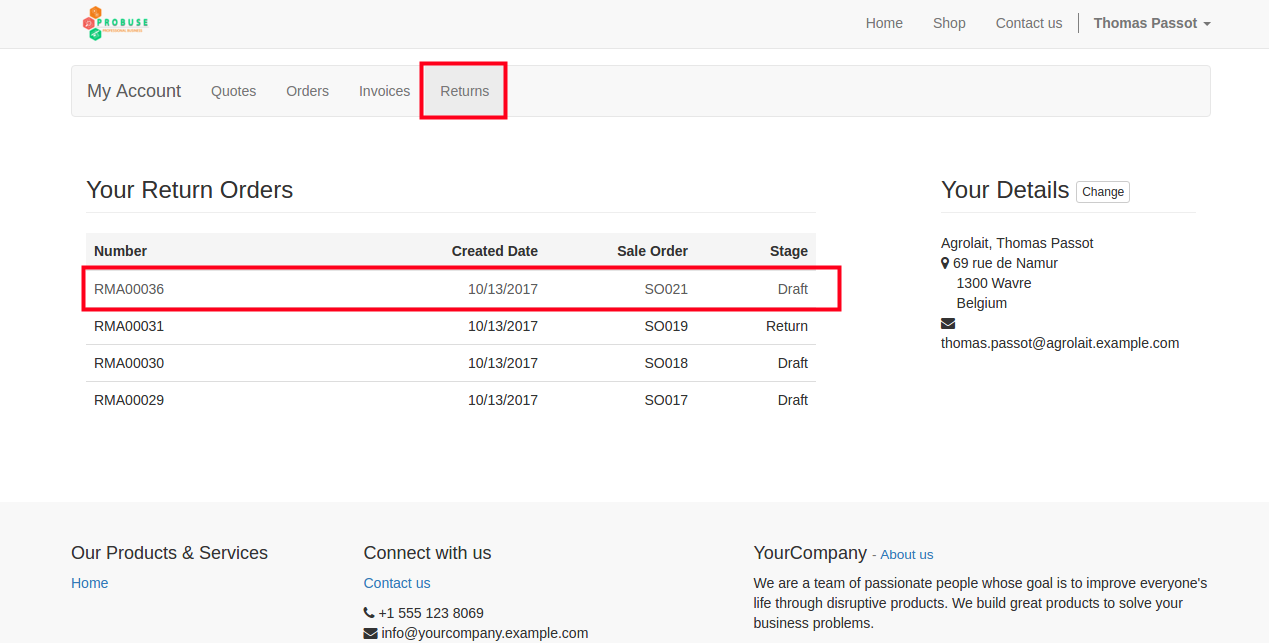 PROBUSE
Home Shop Contact us Thomas Passot
My Account Quotes Orders Invoices Returns
Your Return Orders
Number Created Date Sale Order Stage
RMA00036 10/13/2017 SO021 Draft
RMA00031 10/13/2017 SO019 Return
RMA00030 10/13/2017 SO018 Draft
RMA00029 10/13/2017 SO017 Draft
Your Details Change
Agrolait, Thomas Passot
69 rue de Namur
1300 Wavre
Belgium
thomas.passot@agrolait.example.com
Our Products & Services
Home
Connect with us
Contact us
+1 555 123 8069
info@yourcompany.example.com
YourCompany - About us
We are a team of passionate people whose goal is to improve everyone's
life through disruptive products. We build great products to solve your
business problems.